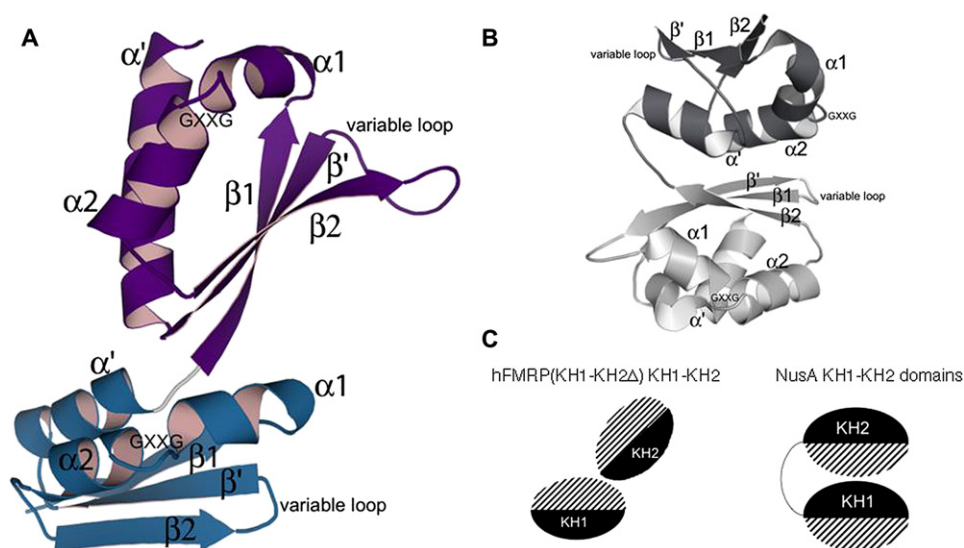 A
α'
α1
GXXG
variable loop
β'
β1
α2
β2
α'
α1
GXXG
α2
β1
β'
variable loop
β2
B
β2
β'
β1
variable loop
α1
GXXG
α'
α2
β'
β1
variable loop
β2
α1
α2
GXXG
α'
C
hFMRP(KH1-KH2Δ) KH1-KH2
NusA KH1-KH2 domains
KH2
KH1
KH2
KH1